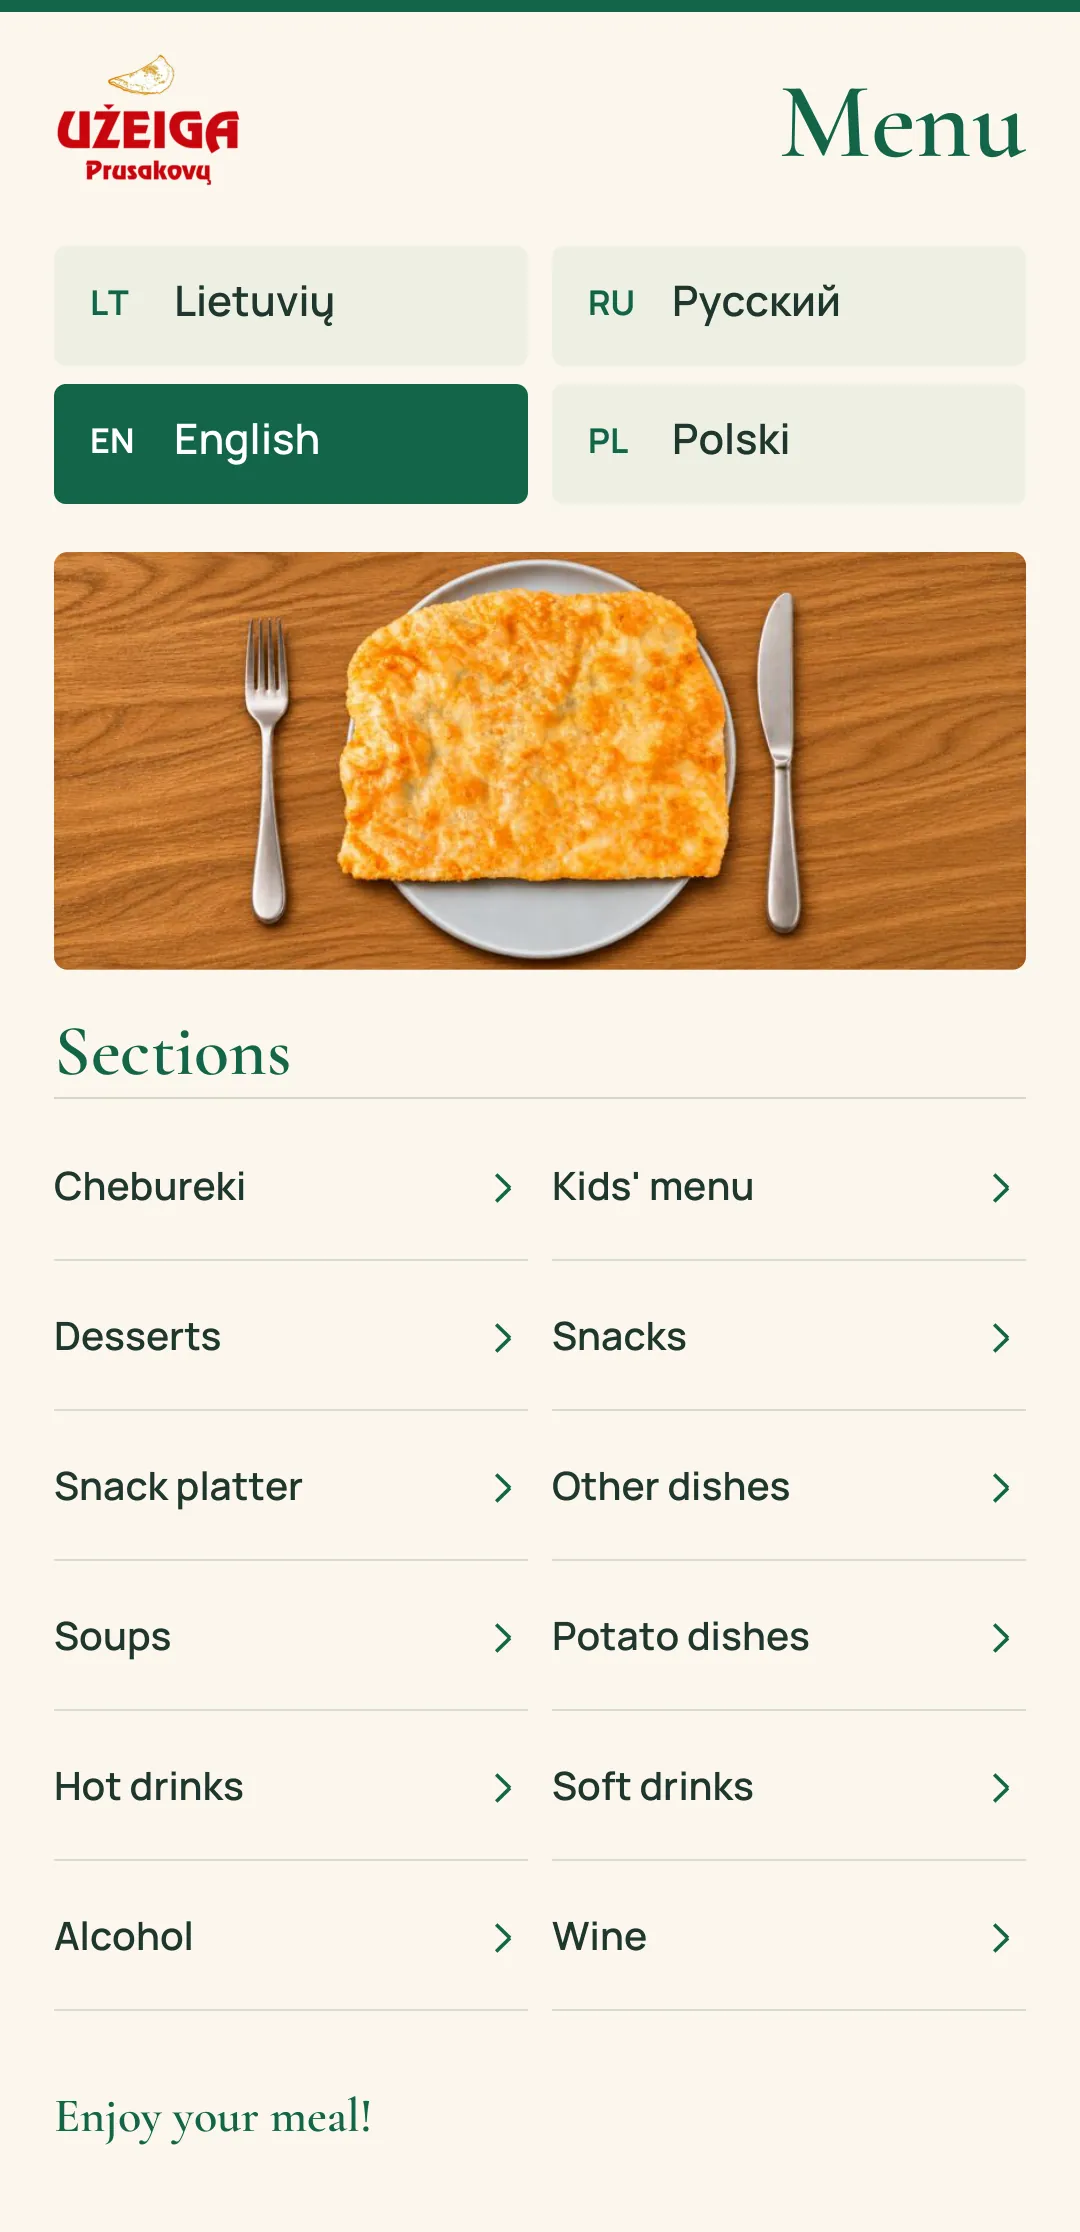 UŽEIGA
Prusakovų
Menu
LT Lietuvių
RU Русский
EN English
PL Polski
Sections
Chebureki
Kids' menu
Desserts
Snacks
Snack platter
Other dishes
Soups
Potato dishes
Hot drinks
Soft drinks
Alcohol
Wine
Enjoy your meal!